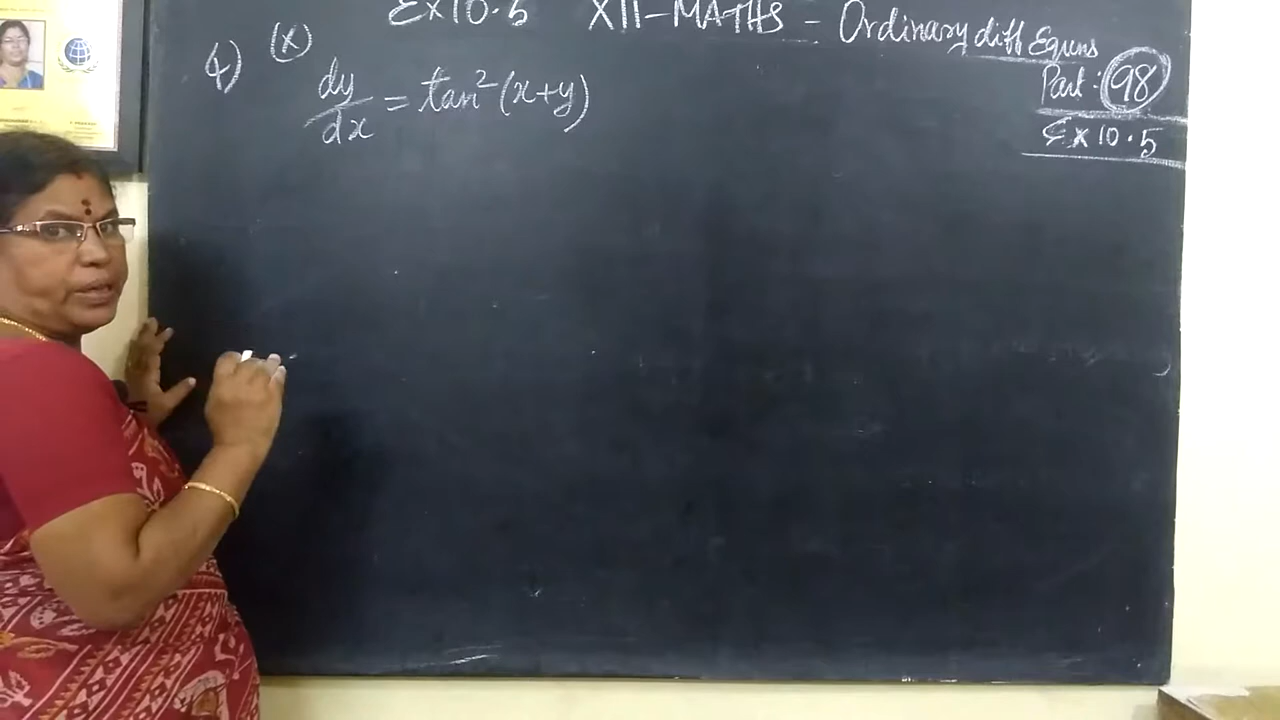 Ex 10.5 XII-MATHS - Ordinary diff Equns
Part: 98
Ex 10.5
4) (x)
dy/dx = tan²(x+y)